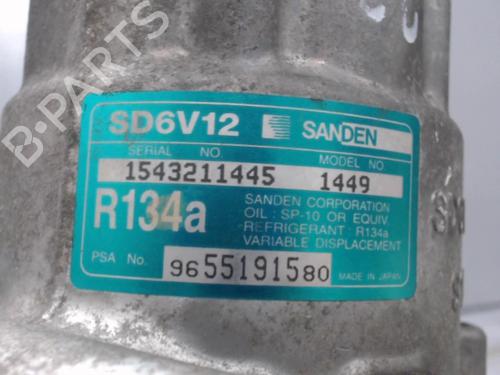 B-PARTS
SD6V12 SANDEN
SERIAL NO. MODEL NO.
1543211445 1449
R134a
SANDEN CORPORATION
OIL : SP-10 OR EQUIV.
REFRIGERANT : R134a
VARIABLE DISPLACEMENT
PSA No. 9655191580 MADE IN JAPAN